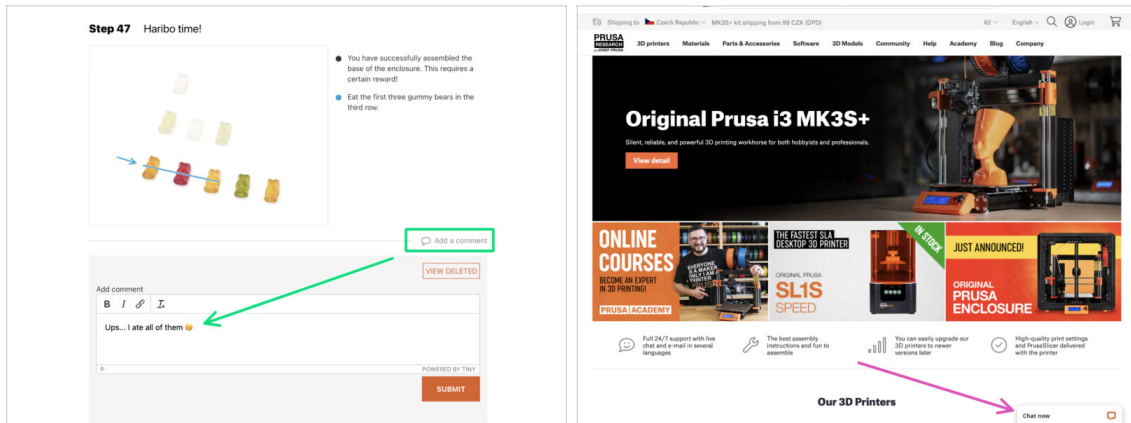 Step 47 Haribo time!
You have successfully assembled the
base of the enclosure. This requires a
certain reward!
Eat the first three gummy bears in the
third row.
Add a comment
VIEW DELETED
Add comment
B I
Ups... I ate all of them
P
POWERED BY TINY
SUBMIT
Shipping to Czech Republic MK3S+ kit shipping from 99 CZK (DPD)
Kč English Login
PRUSA
RESEARCH
by JOSEF PRUSA
3D printers Materials Parts & Accessories Software 3D Models Community Help Academy Blog Company
Original Prusa i3 MK3S+
Silent, reliable, and powerful 3D printing workhorse for both hobbyists and professionals.
View detail
ONLINE
COURSES
BECOME AN EXPERT
IN 3D PRINTING!
PRUSA ACADEMY
EVERYONE
IS A MAKER
THE FASTEST SLA
DESKTOP 3D PRINTER
IN STOCK
ORIGINAL PRUSA
SL1S
SPEED
JUST ANNOUNCED!
ORIGINAL
PRUSA
ENCLOSURE
Full 24/7 support with live
chat and e-mail in several
languages
The best assembly
instructions and fun to
assemble
You can easily upgrade our
3D printers to newer
versions later
High-quality print settings
and PrusaSlicer delivered
with the printer
Our 3D Printers
Chat now